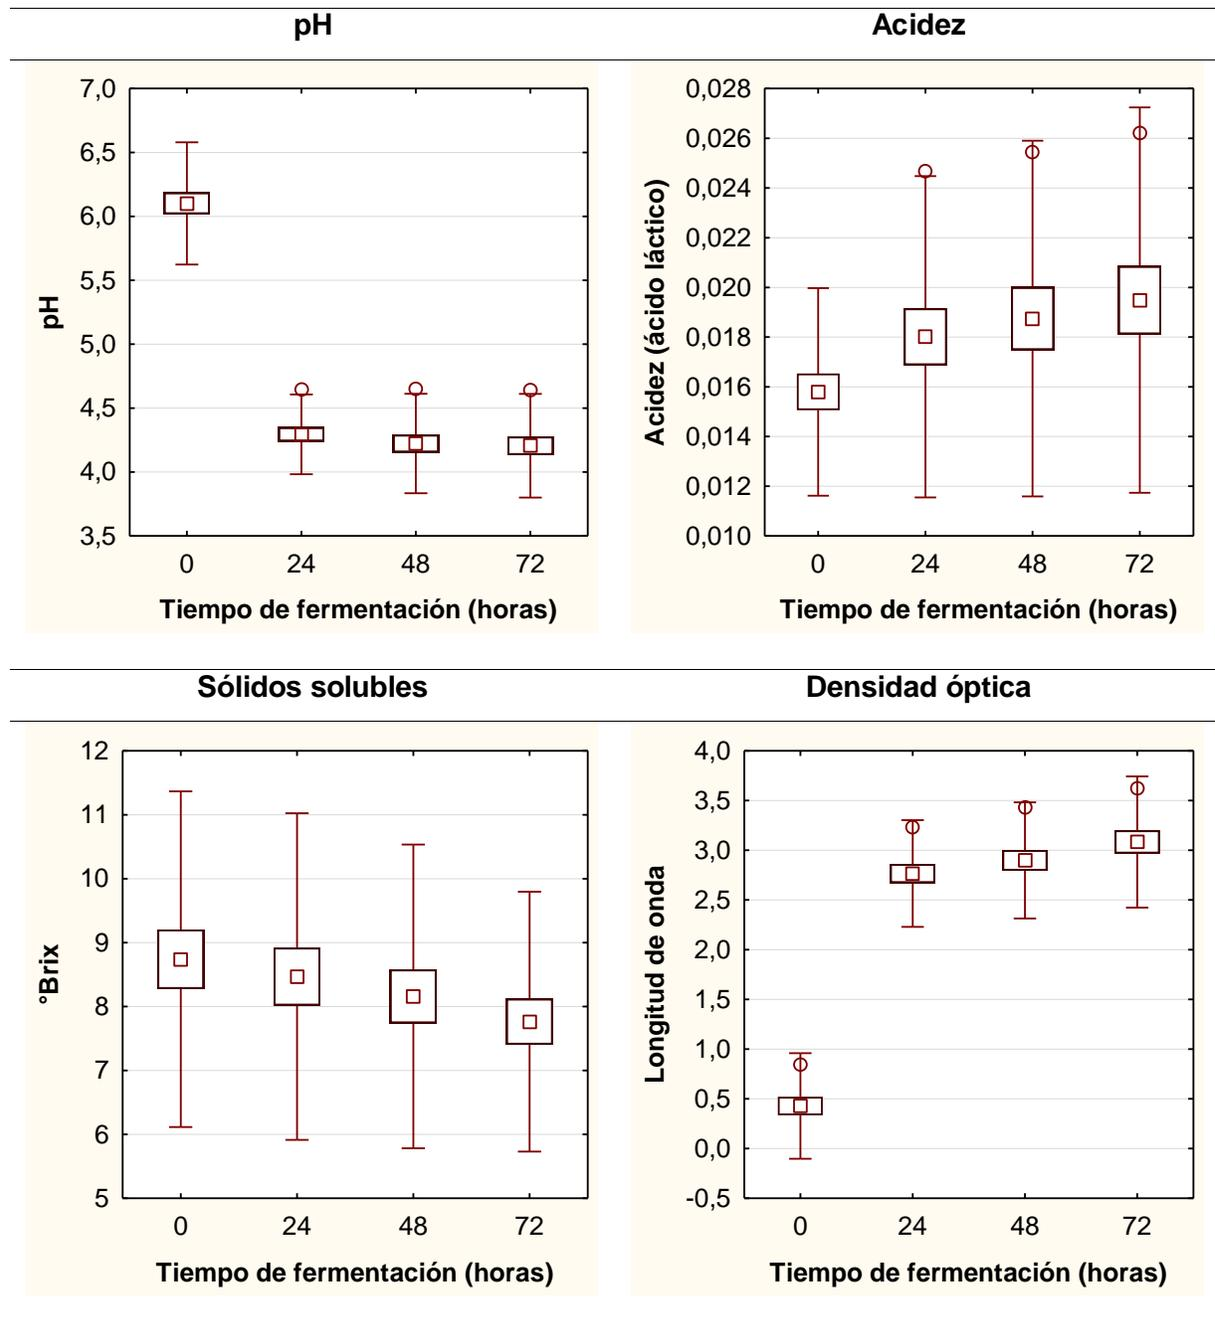 pH
Acidez
7,0
6,5
6,0
5,5
5,0
4,5
4,0
3,5
pH
0 24 48 72
Tiempo de fermentación (horas)
0,028
0,026
0,024
0,022
0,020
0,018
0,016
0,014
0,012
0,010
Acidez (ácido láctico)
0 24 48 72
Tiempo de fermentación (horas)
Sólidos solubles
Densidad óptica
12
11
10
9
8
7
6
5
°Brix
0 24 48 72
Tiempo de fermentación (horas)
4,0
3,5
3,0
2,5
2,0
1,5
1,0
0,5
0,0
-0,5
Longitud de onda
0 24 48 72
Tiempo de fermentación (horas)